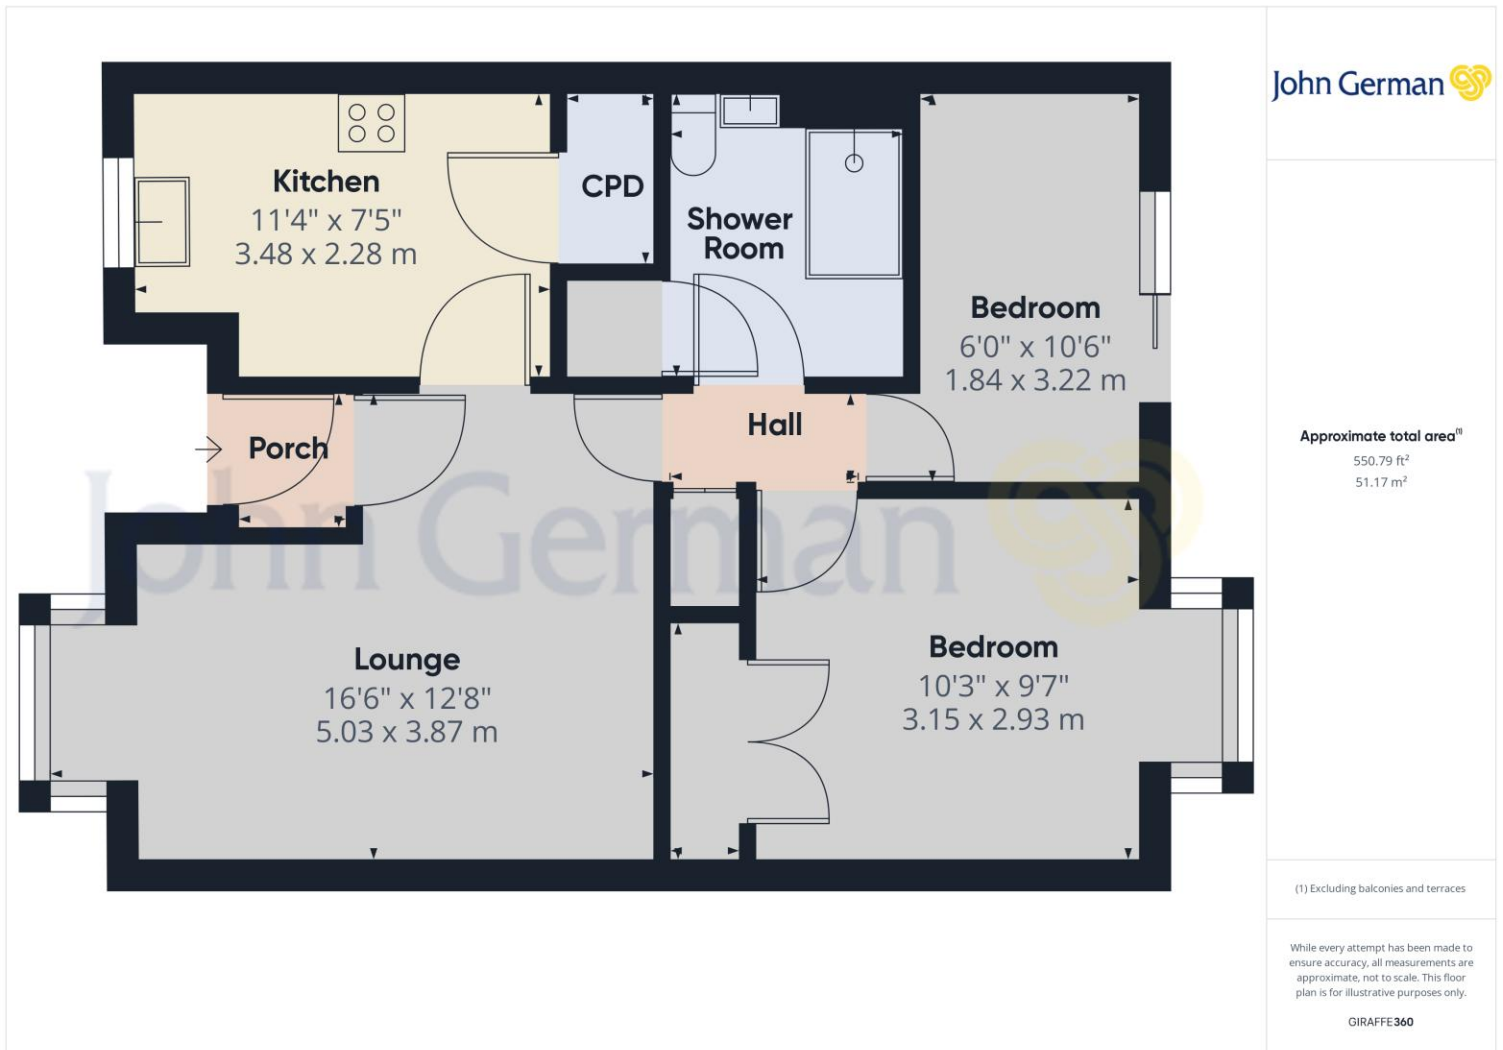 John German
Kitchen
11'4" x 7'5"
3.48 x 2.28 m
CPD
Shower
Room
Bedroom
6'0" x 10'6"
1.84 x 3.22 m
Porch
Hall
John German
Lounge
16'6" x 12'8"
5.03 x 3.87 m
Bedroom
10'3" x 9'7"
3.15 x 2.93 m
Approximate total area⁽¹⁾
550.79 ft²
51.17 m²
(1) Excluding balconies and terraces
While every attempt has been made to
ensure accuracy, all measurements are
approximate, not to scale. This floor
plan is for illustrative purposes only.
GIRAFFE360